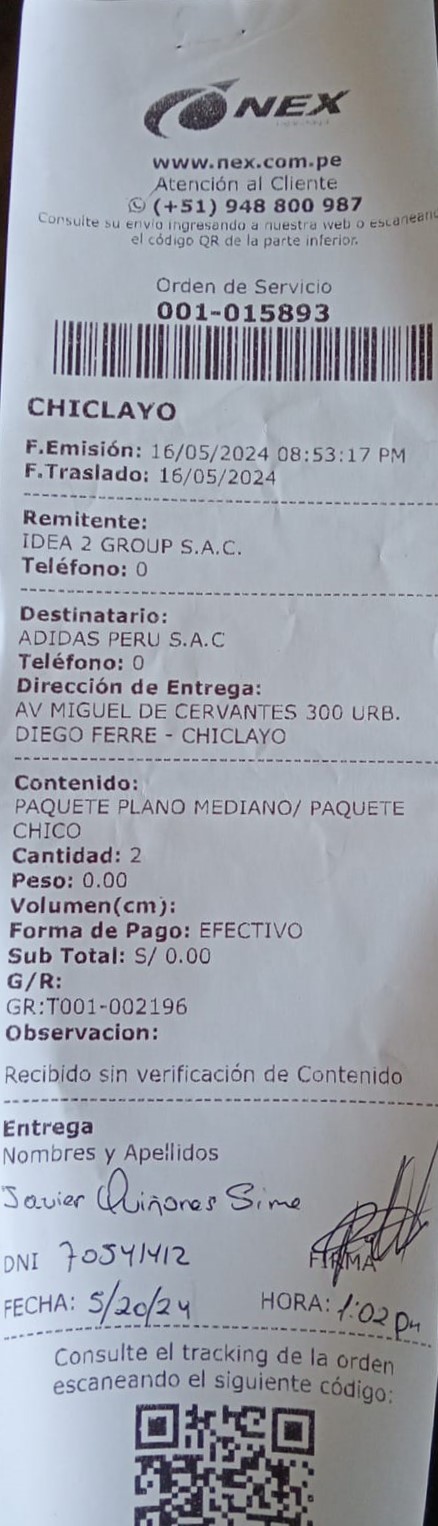 NEX
www.nex.com.pe
Atención al Cliente
(+51) 948 800 987
Consulte su envío ingresando a nuestra web o escaneando
el código QR de la parte inferior.
Orden de Servicio
001-015893
CHICLAYO
F.Emisión: 16/05/2024 08:53:17 PM
F.Traslado: 16/05/2024
Remitente:
IDEA 2 GROUP S.A.C.
Teléfono: 0
Destinatario:
ADIDAS PERU S.A.C
Teléfono: 0
Dirección de Entrega:
AV MIGUEL DE CERVANTES 300 URB.
DIEGO FERRE - CHICLAYO
Contenido:
PAQUETE PLANO MEDIANO/ PAQUETE
CHICO
Cantidad: 2
Peso: 0.00
Volumen(cm):
Forma de Pago: EFECTIVO
Sub Total: S/ 0.00
G/R:
GR:T001-002196
Observacion:
Recibido sin verificación de Contenido
Entrega
Nombres y Apellidos
Javier Quiñones Sime
DNI 70541412 FIRMA
FECHA: 5/20/24 HORA: 1:02 pm
Consulte el tracking de la orden
escaneando el siguiente código: